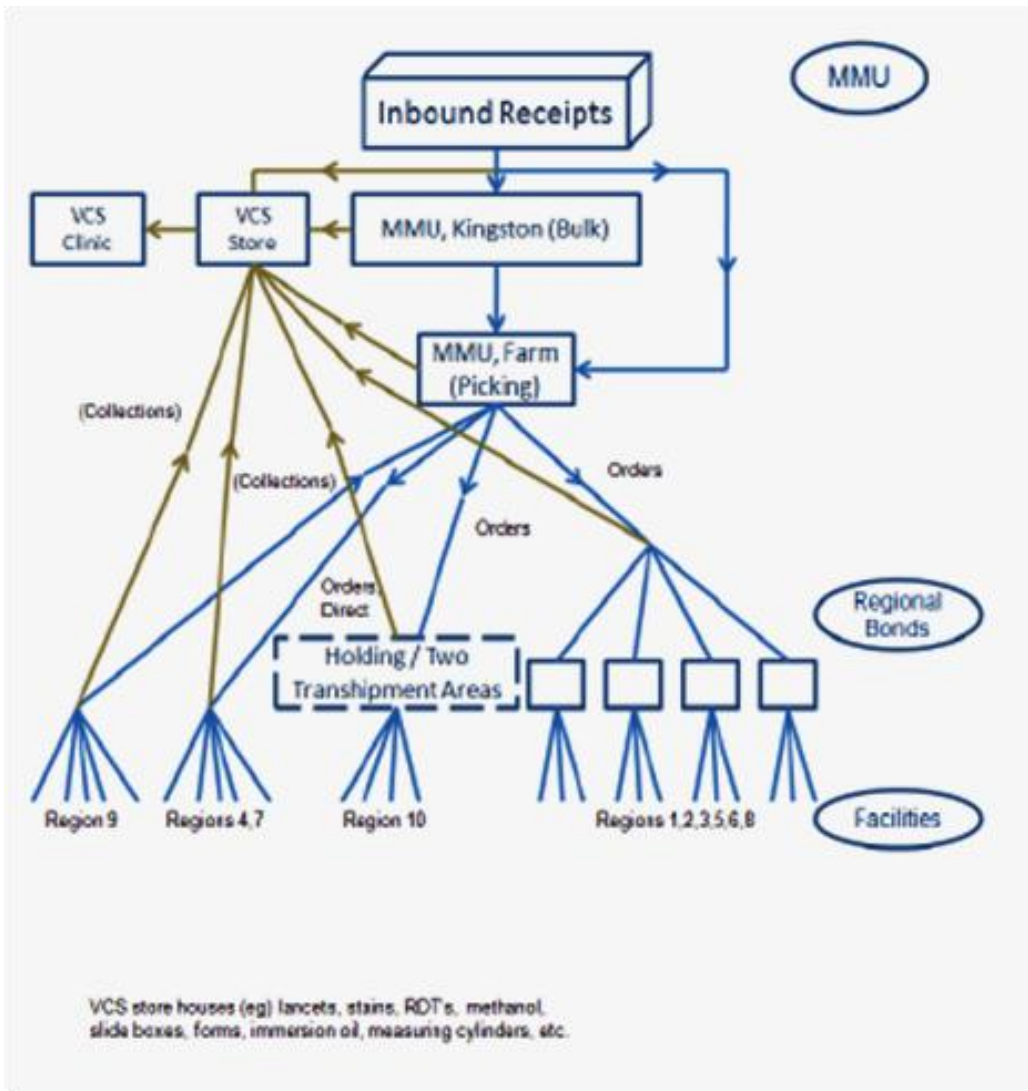 MMU
Inbound Receipts
VCS
Clinic
VCS
Store
MMU, Kingston (Bulk)
MMU, Farm
(Picking)
(Collections)
(Collections)
Orders
Orders
Orders,
Direct
Regional
Bonds
Holding / Two
Transhipment Areas
Region 9
Regions 4,7
Region 10
Regions 1,2,3,5,6,8
Facilities
VCS store houses (eg) lancets, stains, RDT's, methanol,
slide boxes, forms, immersion oil, measuring cylinders, etc.